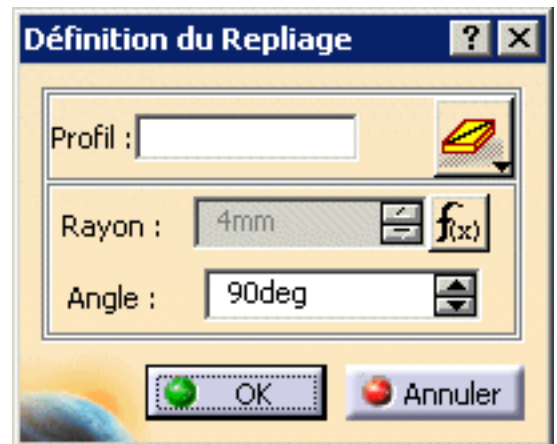 Définition du Repliage ? X
Profil :
Rayon : 4mm f(x)
Angle : 90deg
OK Annuler